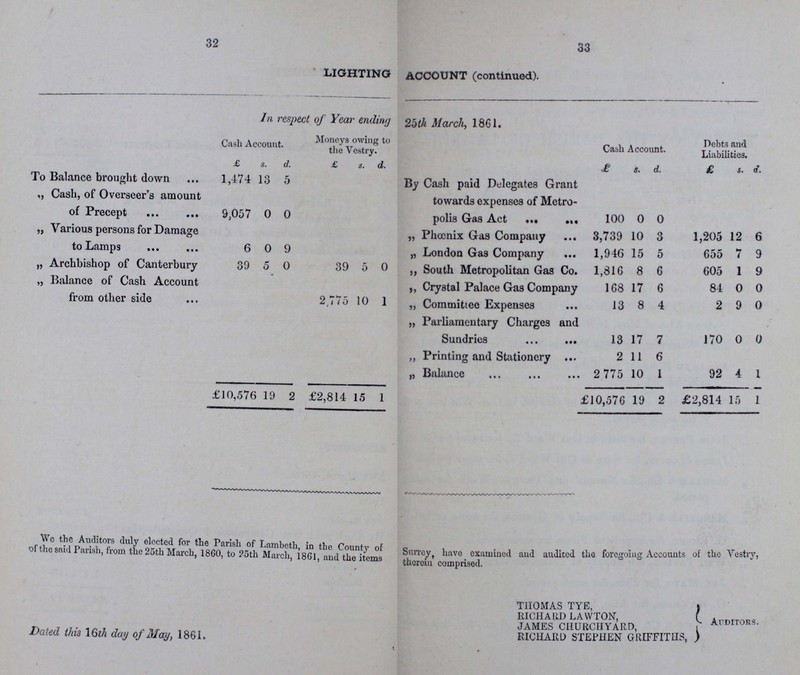 32
LIGHTING
In respect of Year ending
Cash Account. Moneys owing to
the Vestry.
£ s. d. £ s. d.
To Balance brought down ... 1,474 13 5
„ Cash, of Overseer's amount
of Precept ... ... 9,057 0 0
„ Various persons for Damage
to Lamps ... ... 6 0 9
„ Archbishop of Canterbury 39 5 0 39 5 0
„ Balance of Cash Account
from other side ... 2,775 10 1
£10,576 19 2 £2,814 15 1
We the Auditors duly elected for the Parish of Lambeth, in the County of
of the said Parish, from the 25th March, 1860, to 25th March, 1861, and the items
Dated this 16th day of May, 1861.
33
ACCOUNT (continued).
25th March, 1861.
Cash Account. Debts and
Liabilities.
£ s. d. £ s. d.
By Cash paid Delegates Grant
towards expenses of Metro-
polis Gas Act ... ... 100 0 0
„ Phœnix Gas Company ... 3,739 10 3 1,205 12 6
„ London Gas Company ... 1,946 15 5 655 7 9
„ South Metropolitan Gas Co. 1,816 8 6 605 1 9
„ Crystal Palace Gas Company 168 17 6 84 0 0
„ Committee Expenses ... 13 8 4 2 9 0
„ Parliamentary Charges and
Sundries ... ... 13 17 7 170 0 0
„ Printing and Stationery ... 2 11 6
„ Balance ... ... ... 2 775 10 1 92 4 1
£10,576 19 2 £2,814 15 1
Surrey, have examined and audited the foregoing Accounts of the Vestry,
therein comprised.
THOMAS TYE,
RICHARD LAWTON,
JAMES CHURCHYARD,
RICHARD STEPHEN GRIFFITHS, } AUDITORS.